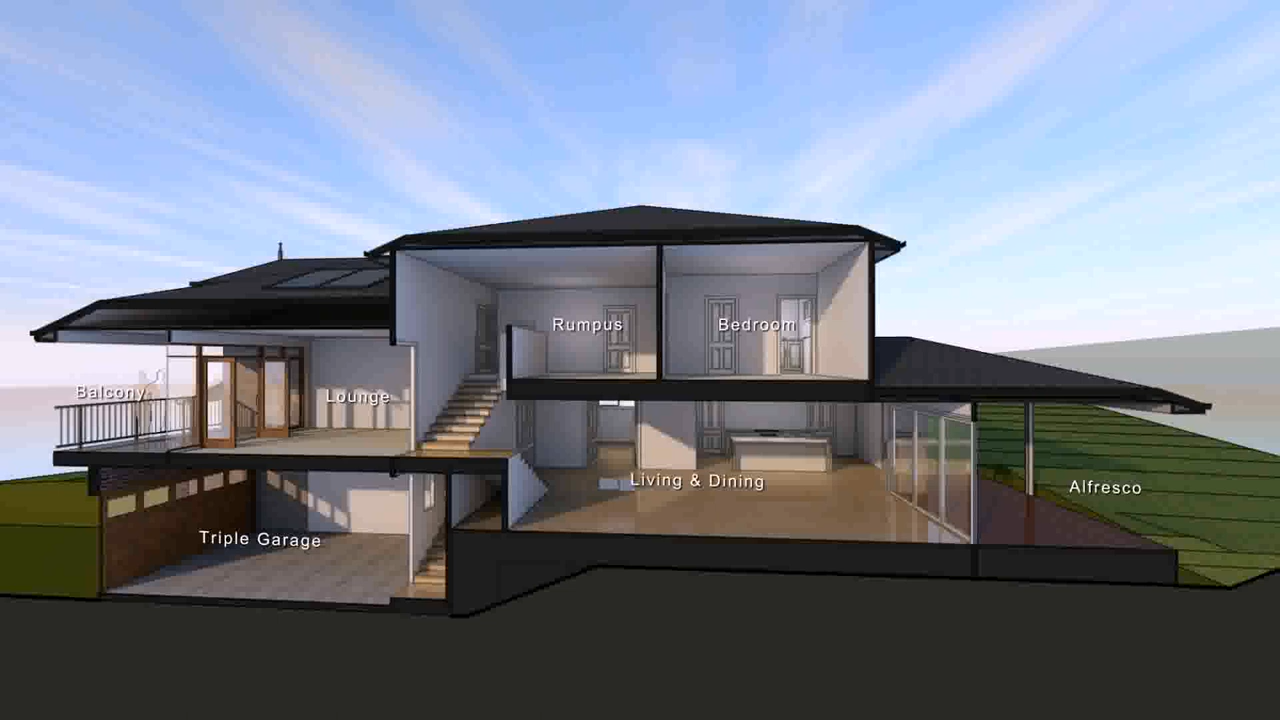 Rumpus
Bedroom
Balcony
Lounge
Living & Dining
Alfresco
Triple Garage